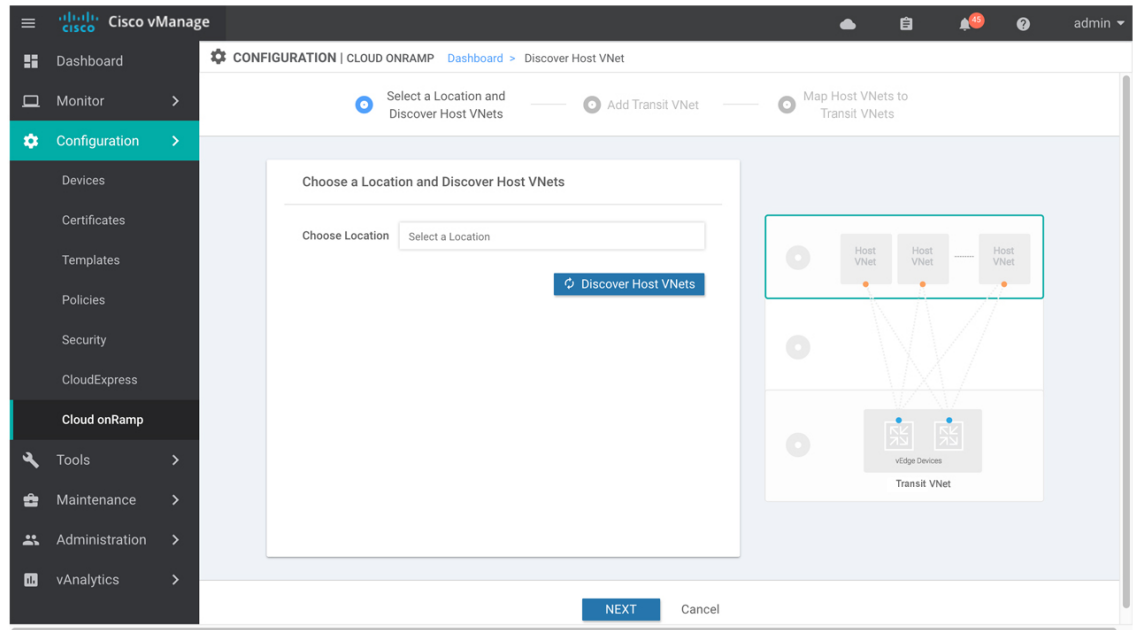 cisco Cisco vManage
45
admin
Dashboard
Monitor
Configuration
Devices
Certificates
Templates
Policies
Security
CloudExpress
Cloud onRamp
Tools
Maintenance
Administration
vAnalytics
CONFIGURATION | CLOUD ONRAMP Dashboard > Discover Host VNet
Select a Location and
Discover Host VNets
Add Transit VNet
Map Host VNets to
Transit VNets
Choose a Location and Discover Host VNets
Choose Location
Select a Location
Discover Host VNets
Host
VNet
Host
VNet
Host
VNet
vEdge Devices
Transit VNet
NEXT
Cancel